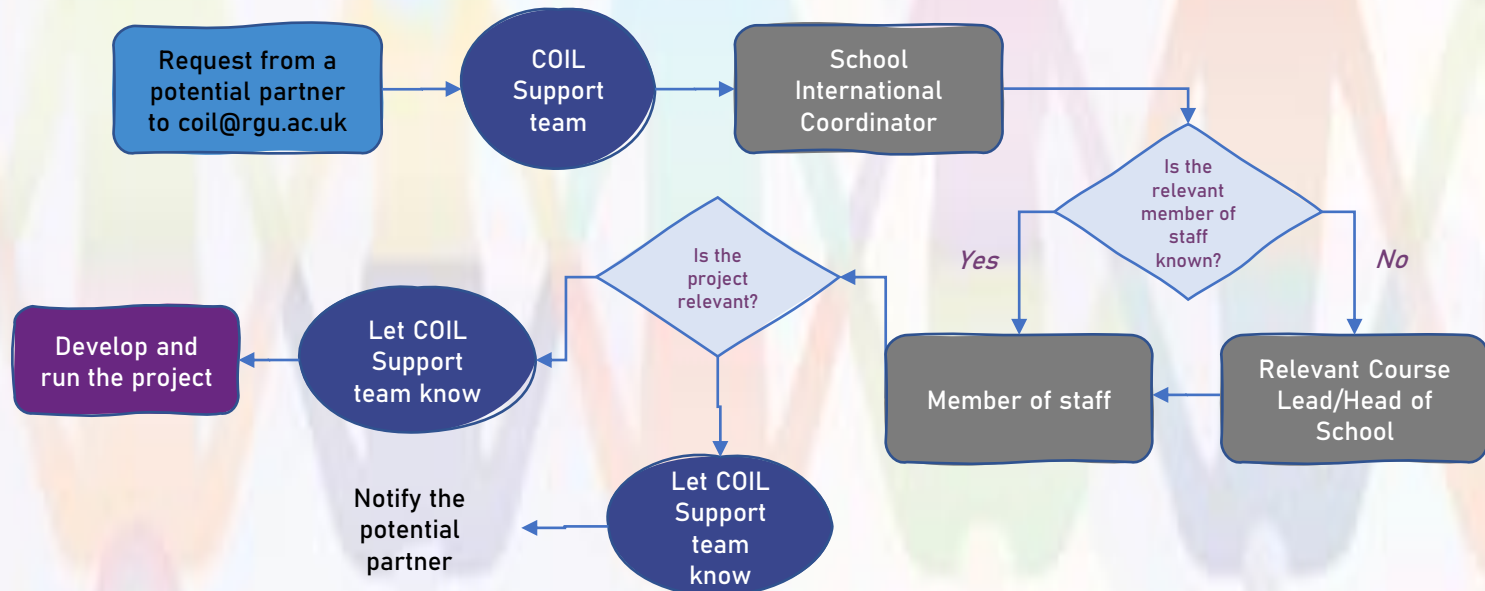 Request from a
potential partner
to coil@rgu.ac.uk
COIL
Support
team
School
International
Coordinator
Is the
relevant
member of
staff
known?
Yes
No
Is the
project
relevant?
Let COIL
Support
team know
Develop and
run the project
Member of staff
Relevant Course
Lead/Head of
School
Let COIL
Support
team
know
Notify the
potential
partner